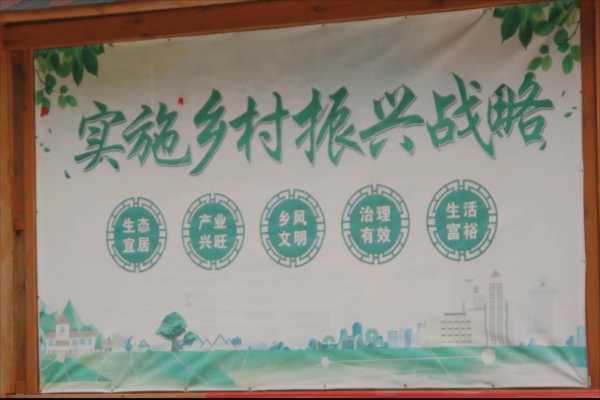 实施乡村振兴战略
生态
宜居
产业
兴旺
乡风
文明
治理
有效
生活
富裕